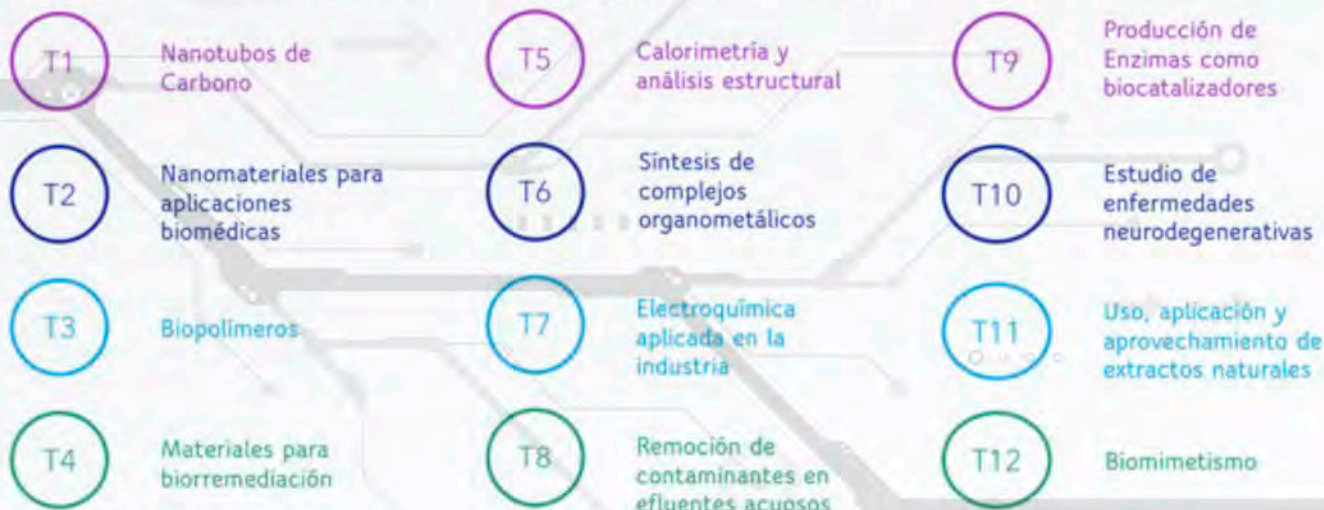 T1
Nanotubos de
Carbono
T2
Nanomateriales para
aplicaciones
biomédicas
T3
Biopolímeros
T4
Materiales para
biorremediación
T5
Calorimetría y
análisis estructural
T6
Síntesis de
complejos
organometálicos
T7
Electroquímica
aplicada en la
industria
T8
Remoción de
contaminantes en
efluentes acuosos
T9
Producción de
Enzimas como
biocatalizadores
T10
Estudio de
enfermedades
neurodegenerativas
T11
Uso, aplicación y
aprovechamiento de
extractos naturales
T12
Biomimetismo